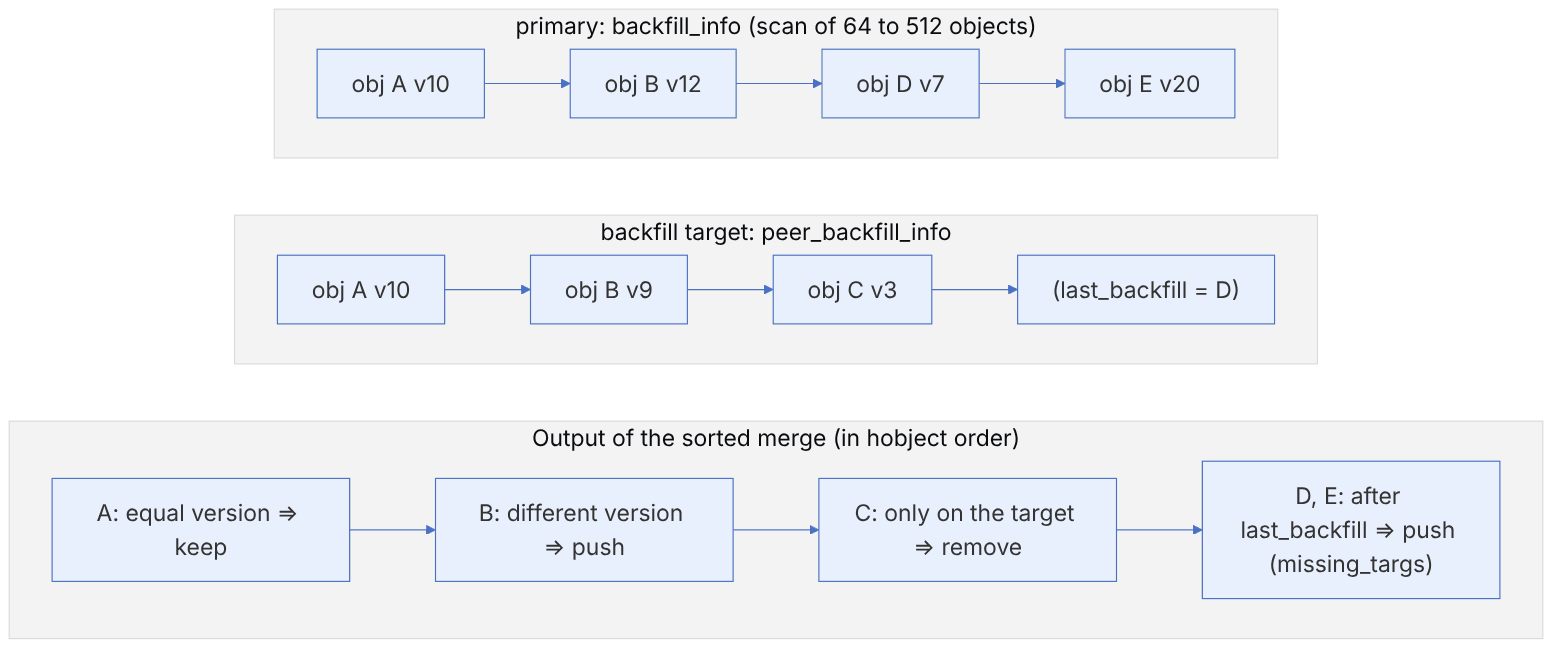 primary: backfill_info (scan of 64 to 512 objects)
obj A v10
obj B v12
obj D v7
obj E v20
backfill target: peer_backfill_info
obj A v10
obj B v9
obj C v3
(last_backfill = D)
Output of the sorted merge (in hobject order)
A: equal version ⇒
keep
B: different version
⇒ push
C: only on the target
⇒ remove
D, E: after
last_backfill ⇒ push
(missing_targs)